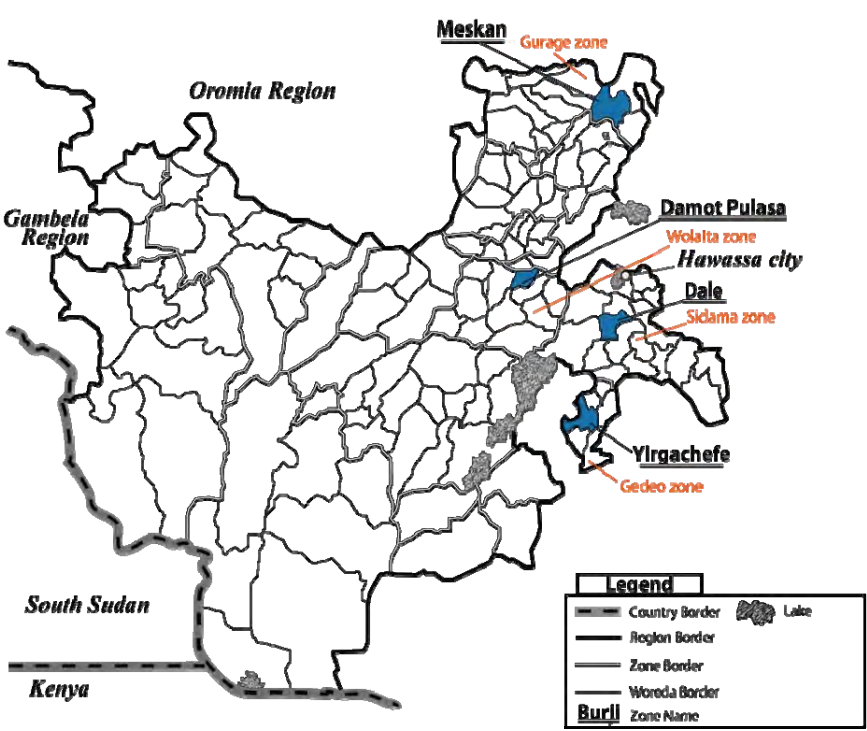 Meskan
Gurage zone
Oromia Region
Gambela
Region
Damot Pulasa
Wolaita zone
Hawassa city
Dale
Sidama zone
Yirgachefe
Gedeo zone
South Sudan
Kenya
Legend
Country Border
Lake
Region Border
Zone Border
Woreda Border
Burli Zone Name